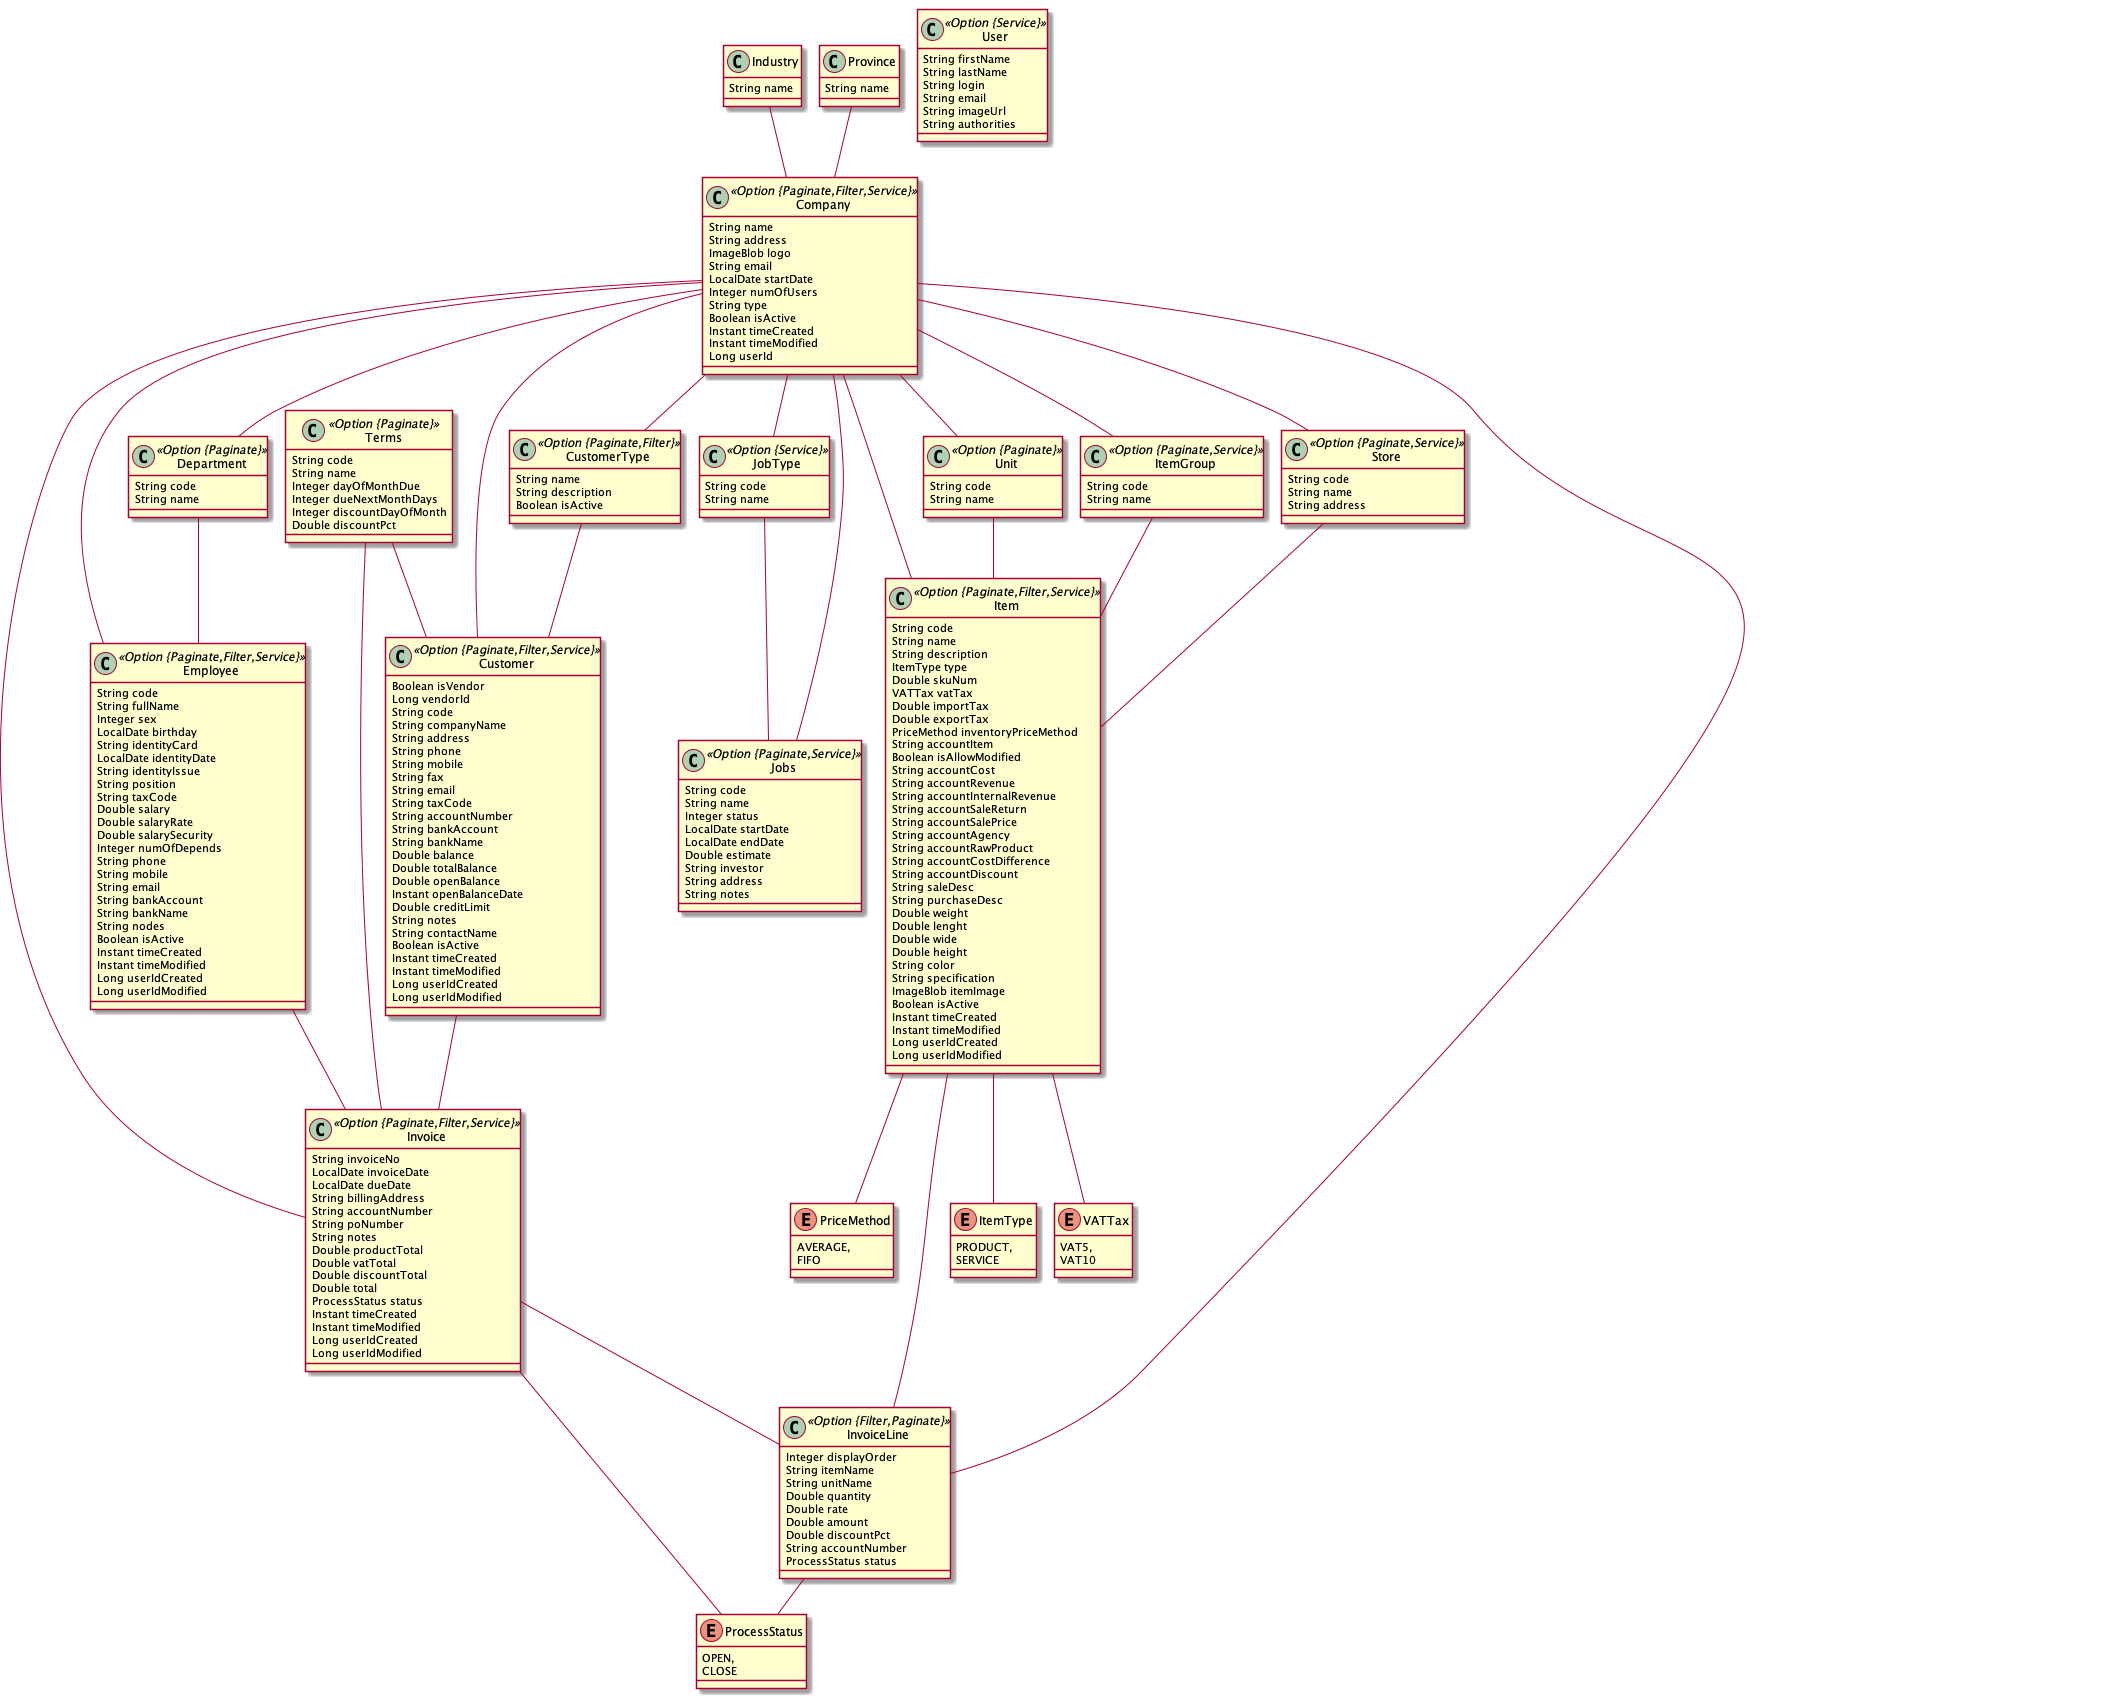 «Option {Service}»
User
String firstName
String lastName
String login
String email
String imageUrl
String authorities
Industry
String name
Province
String name
«Option {Paginate,Filter,Service}»
Company
String name
String address
ImageBlob logo
String email
LocalDate startDate
Integer numOfUsers
String type
Boolean isActive
Instant timeCreated
Instant timeModified
Long userId
«Option {Paginate}»
Department
String code
String name
«Option {Paginate}»
Terms
String code
String name
Integer dayOfMonthDue
Integer dueNextMonthDays
Integer discountDayOfMonth
Double discountPct
«Option {Paginate,Filter}»
CustomerType
String name
String description
Boolean isActive
«Option {Service}»
JobType
String code
String name
«Option {Paginate}»
Unit
String code
String name
«Option {Paginate,Service}»
ItemGroup
String code
String name
«Option {Paginate,Service}»
Store
String code
String name
String address
«Option {Paginate,Filter,Service}»
Employee
String code
String fullName
Integer sex
LocalDate birthday
String identityCard
LocalDate identityDate
String identityIssue
String position
String taxCode
Double salary
Double salaryRate
Double salarySecurity
Integer numOfDepends
String phone
String mobile
String email
String bankAccount
String bankName
String nodes
Boolean isActive
Instant timeCreated
Instant timeModified
Long userIdCreated
Long userIdModified
«Option {Paginate,Filter,Service}»
Customer
Boolean isVendor
Long vendorId
String code
String companyName
String address
String phone
String mobile
String fax
String email
String taxCode
String accountNumber
String bankAccount
String bankName
Double balance
Double totalBalance
Double openBalance
Instant openBalanceDate
Double creditLimit
String notes
String contactName
Boolean isActive
Instant timeCreated
Instant timeModified
Long userIdCreated
Long userIdModified
«Option {Paginate,Service}»
Jobs
String code
String name
Integer status
LocalDate startDate
LocalDate endDate
Double estimate
String investor
String address
String notes
«Option {Paginate,Filter,Service}»
Item
String code
String name
String description
ItemType type
Double skuNum
VATTax vatTax
Double importTax
Double exportTax
PriceMethod inventoryPriceMethod
String accountItem
Boolean isAllowModified
String accountCost
String accountRevenue
String accountInternalRevenue
String accountSaleReturn
String accountSalePrice
String accountAgency
String accountRawProduct
String accountCostDifference
String accountDiscount
String saleDesc
String purchaseDesc
Double weight
Double lenght
Double wide
Double height
String color
String specification
ImageBlob itemImage
Boolean isActive
Instant timeCreated
Instant timeModified
Long userIdCreated
Long userIdModified
«Option {Paginate,Filter,Service}»
Invoice
String invoiceNo
LocalDate invoiceDate
LocalDate dueDate
String billingAddress
String accountNumber
String poNumber
String notes
Double productTotal
Double vatTotal
Double discountTotal
Double total
ProcessStatus status
Instant timeCreated
Instant timeModified
Long userIdCreated
Long userIdModified
PriceMethod
AVERAGE,
FIFO
ItemType
PRODUCT,
SERVICE
VATTax
VAT5,
VAT10
«Option {Filter,Paginate}»
InvoiceLine
Integer displayOrder
String itemName
String unitName
Double quantity
Double rate
Double amount
Double discountPct
String accountNumber
ProcessStatus status
ProcessStatus
OPEN,
CLOSE